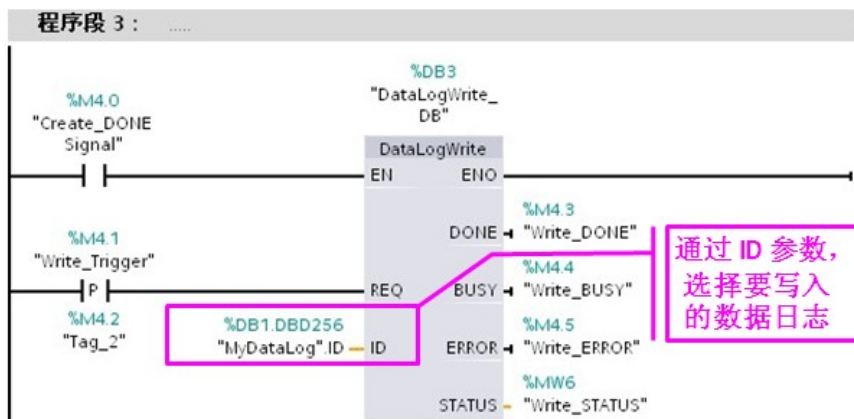 程序段 3： .....
%DB3
"DataLogWrite_
DB"
%M4.0
"Create_DONE
Signal"
DataLogWrite
EN ENO
%M4.3
DONE "Write_DONE"
%M4.1
"Write_Trigger"
P
%M4.2
"Tag_2"
REQ
%M4.4
BUSY "Write_BUSY"
%DB1.DBD256
"MyDataLog".ID ID
%M4.5
ERROR "Write_ERROR"
%MW6
STATUS "Write_STATUS"
通过 ID 参数，
选择要写入
的数据日志